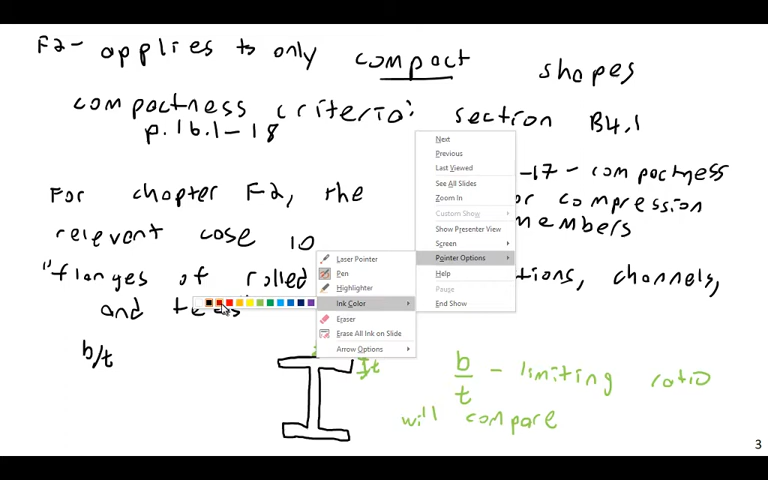 F2- applies to only compact shapes
compactness criteria: section B4.1
p. 16.1-18
-17 - compactness
For chapter F2, the
or compression
members
relevent case 10
"flanges of rolled
tions, channels,
and tees"
b/t
t
b/t - limiting ratio
will compare
Next
Previous
Last Viewed
See All Slides
Zoom In
Custom Show
Show Presenter View
Screen
Pointer Options
Help
Pause
End Show
Laser Pointer
Pen
Highlighter
Ink Color
Eraser
Erase All Ink on Slide
Arrow Options
3